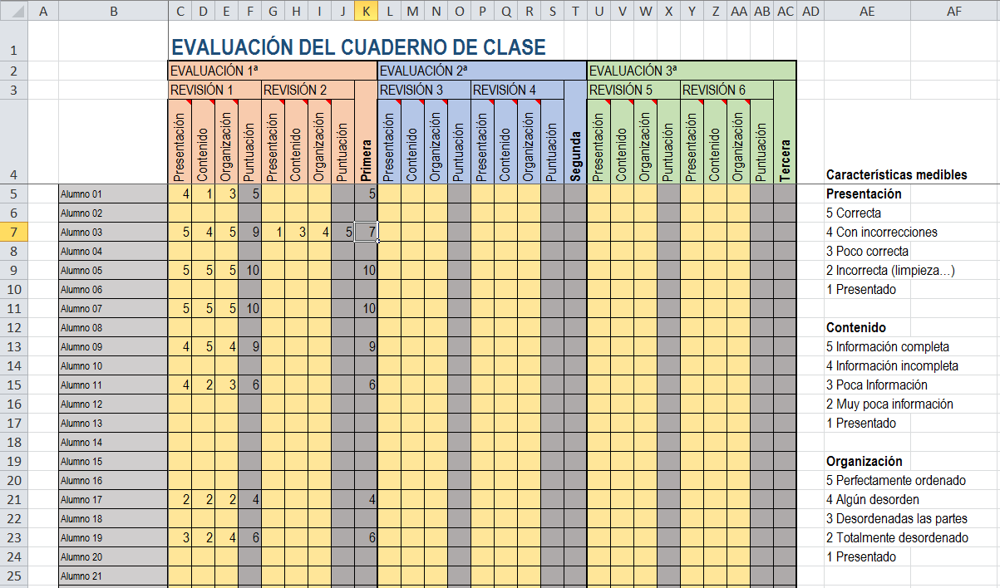 A B C D E F G H I J K L M N O P Q R S T U V W X Y Z AA AB AC AD AE AF
1 EVALUACIÓN DEL CUADERNO DE CLASE
2 EVALUACIÓN 1ª EVALUACIÓN 2ª EVALUACIÓN 3ª
3 REVISIÓN 1 REVISIÓN 2 REVISIÓN 3 REVISIÓN 4 REVISIÓN 5 REVISIÓN 6
4 Presentación Contenido Organización Puntuación Presentación Contenido Organización Puntuación Primera Presentación Contenido Organización Puntuación Presentación Contenido Organización Puntuación Segunda Presentación Contenido Organización Puntuación Presentación Contenido Organización Puntuación Tercera Características medibles
5 Alumno 01 4 1 3 5 5 Presentación
6 Alumno 02 5 Correcta
7 Alumno 03 5 4 5 9 1 3 4 5 7 4 Con incorrecciones
8 Alumno 04 3 Poco correcta
9 Alumno 05 5 5 5 10 10 2 Incorrecta (limpieza...)
10 Alumno 06 1 Presentado
11 Alumno 07 5 5 5 10 10
12 Alumno 08 Contenido
13 Alumno 09 4 5 4 9 9 5 Información completa
14 Alumno 10 4 Información incompleta
15 Alumno 11 4 2 3 6 6 3 Poca Información
16 Alumno 12 2 Muy poca información
17 Alumno 13 1 Presentado
18 Alumno 14
19 Alumno 15 Organización
20 Alumno 16 5 Perfectamente ordenado
21 Alumno 17 2 2 2 4 4 4 Algún desorden
22 Alumno 18 3 Desordenadas las partes
23 Alumno 19 3 2 4 6 6 2 Totalmente desordenado
24 Alumno 20 1 Presentado
25 Alumno 21